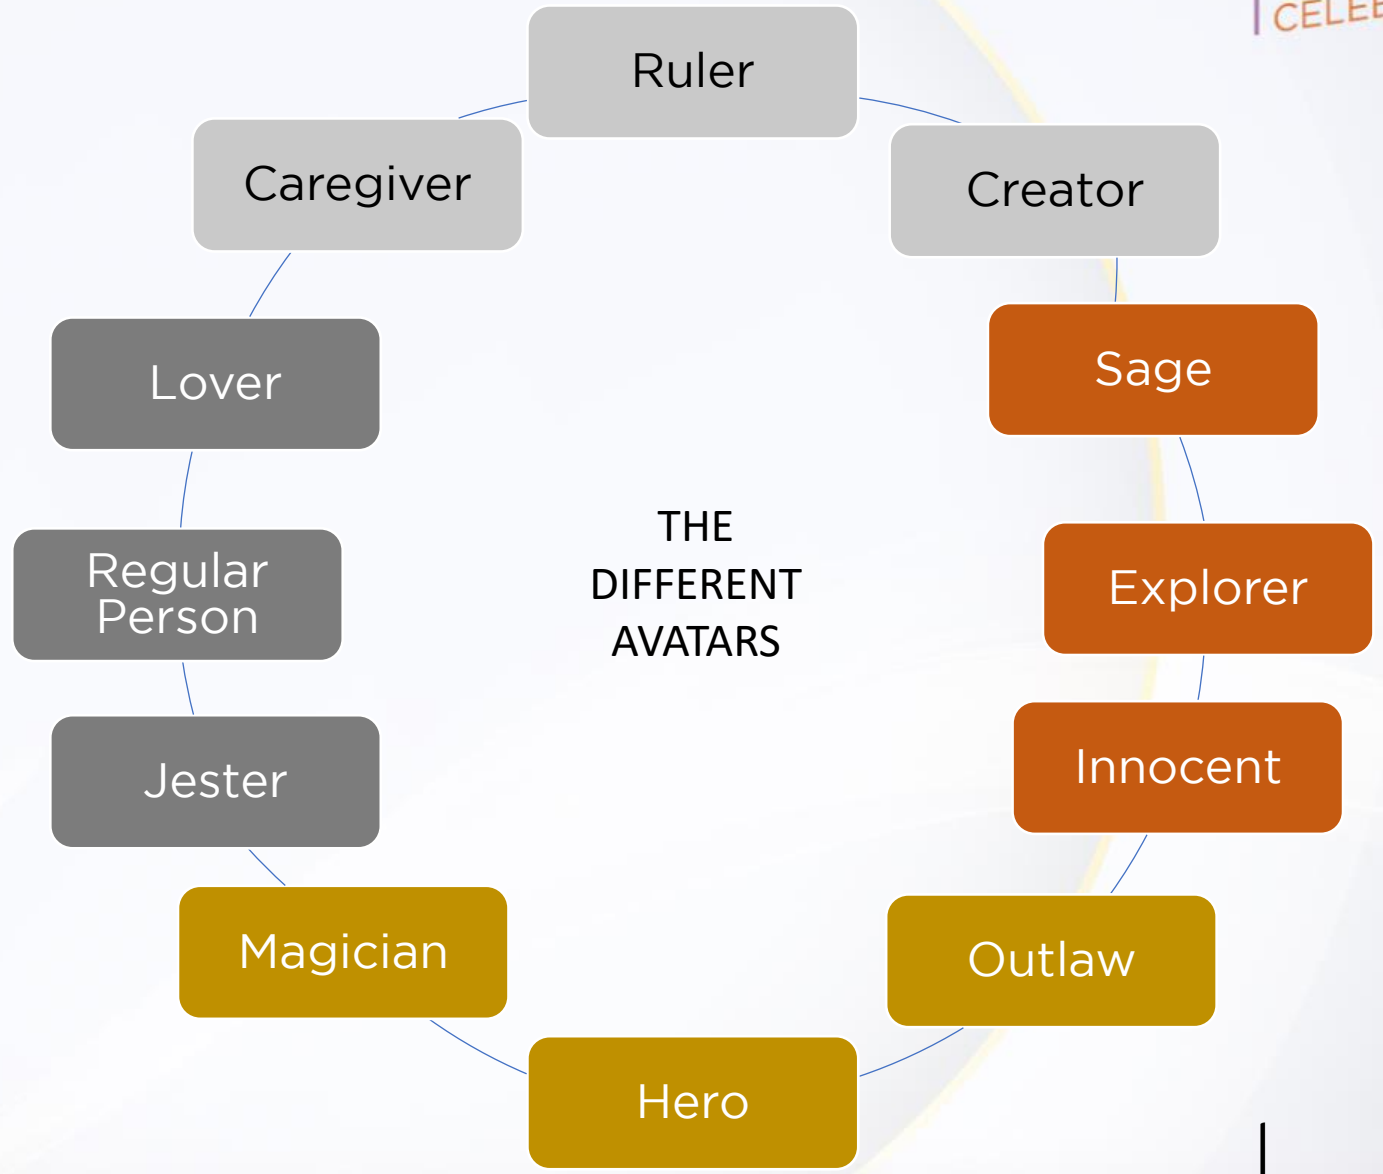 Ruler
Caregiver
Creator
Lover
Sage
THE
DIFFERENT
AVATARS
Regular
Person
Explorer
Jester
Innocent
Magician
Outlaw
Hero